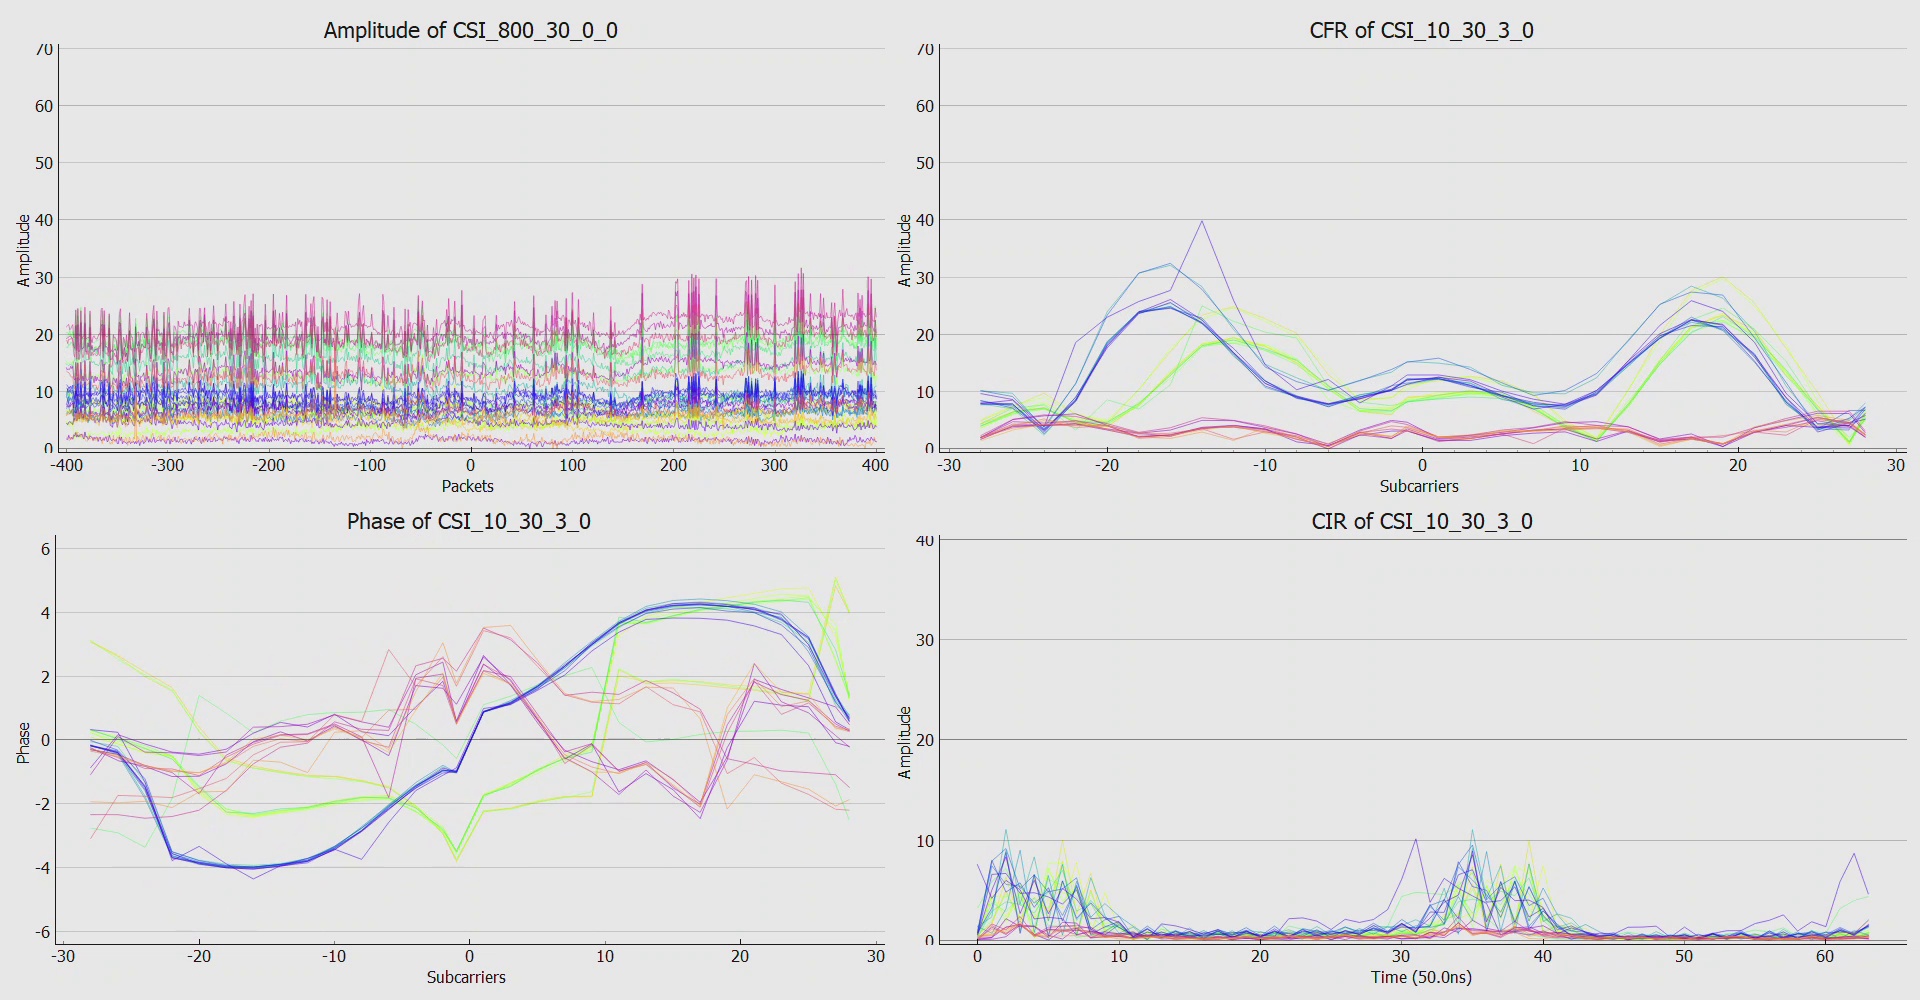 Amplitude of CSI_800_30_0_0
70
60
50
40
30
20
10
0
Amplitude
-400 -300 -200 -100 0 100 200 300 400
Packets
CFR of CSI_10_30_3_0
70
60
50
40
30
20
10
0
Amplitude
-30 -20 -10 0 10 20 30
Subcarriers
Phase of CSI_10_30_3_0
6
4
2
0
-2
-4
-6
Phase
-30 -20 -10 0 10 20 30
Subcarriers
CIR of CSI_10_30_3_0
40
30
20
10
0
Amplitude
0 10 20 30 40 50 60
Time (50.0ns)